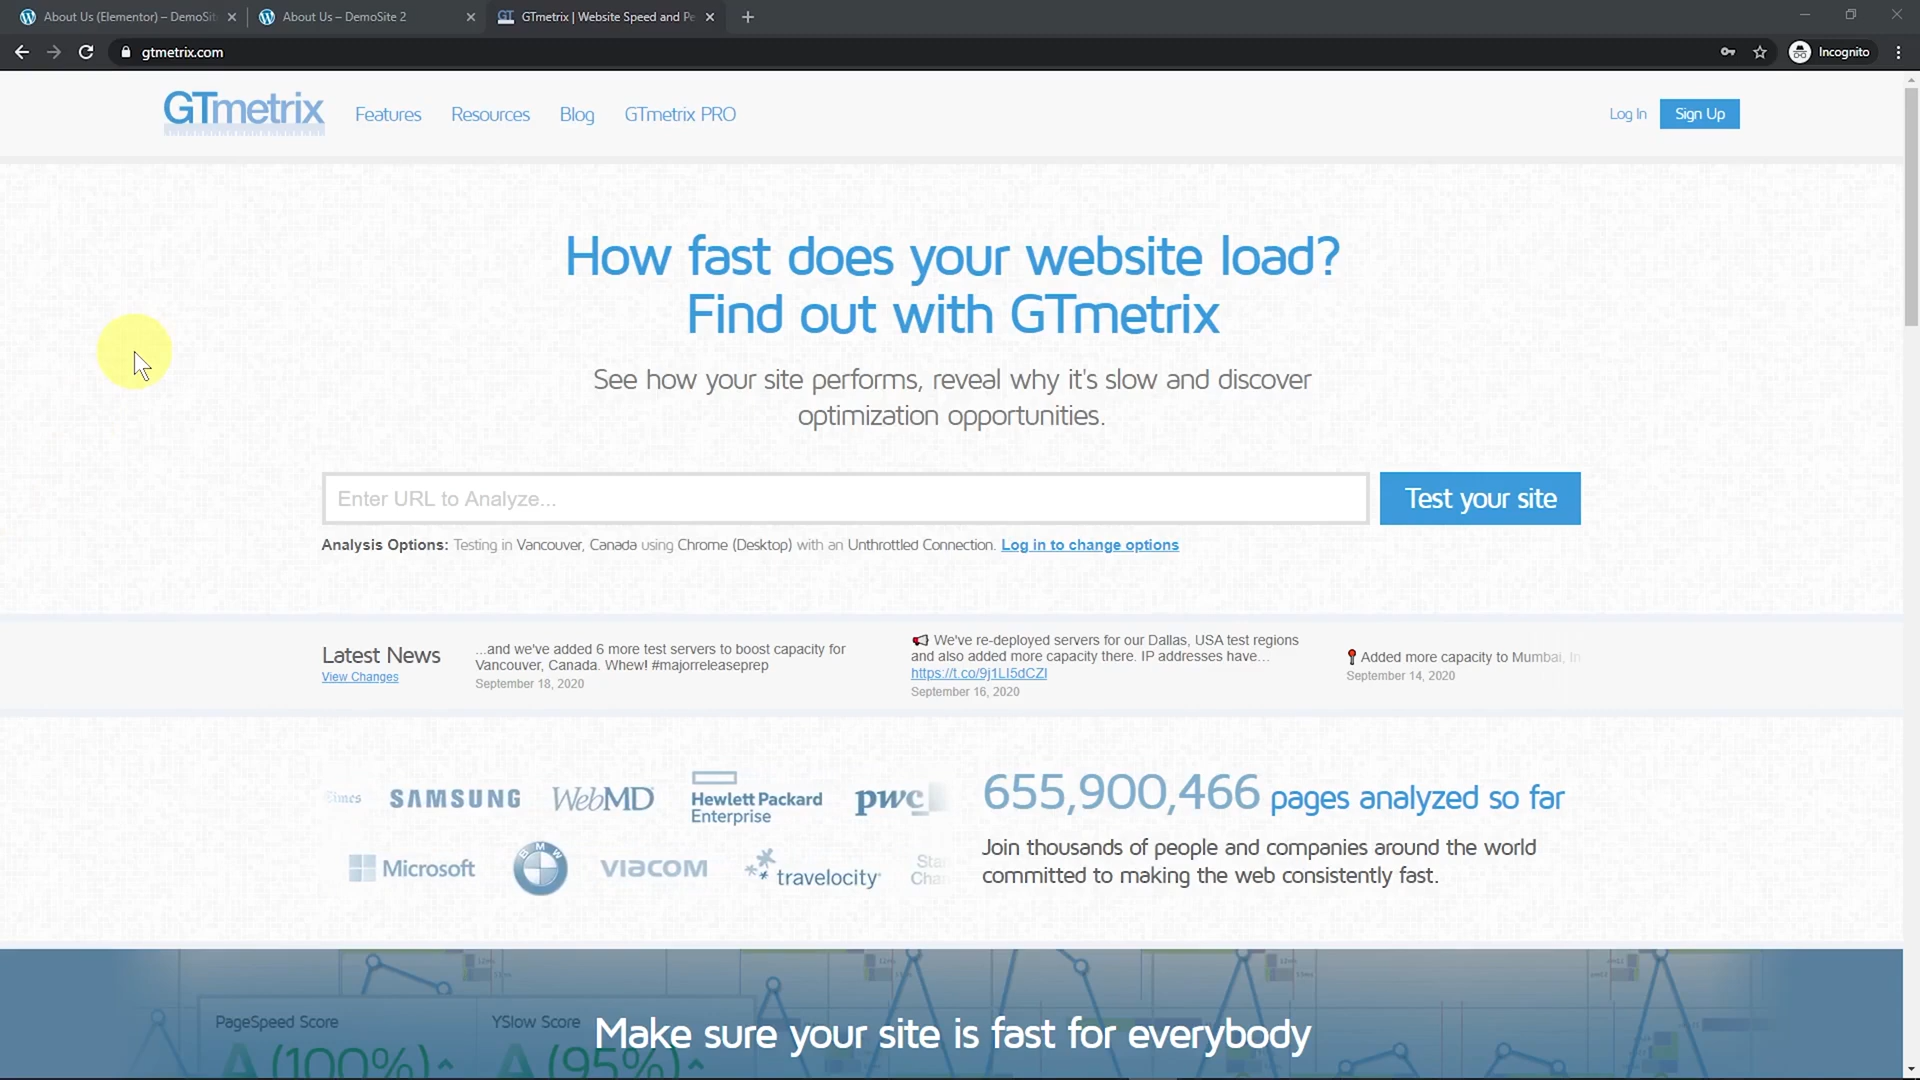 About Us (Elementor) – DemoSit
About Us – DemoSite 2
GTmetrix | Website Speed and Pe
gtmetrix.com
Incognito
GTmetrix
Features
Resources
Blog
GTmetrix PRO
Log In
Sign Up
How fast does your website load?
Find out with GTmetrix
See how your site performs, reveal why it's slow and discover
optimization opportunities.
Enter URL to Analyze...
Test your site
Analysis Options: Testing in Vancouver, Canada using Chrome (Desktop) with an Unthrottled Connection. Log in to change options
Latest News
View Changes
...and we've added 6 more test servers to boost capacity for
Vancouver, Canada. Whew! #majorreleaseprep
September 18, 2020
We've re-deployed servers for our Dallas, USA test regions
and also added more capacity there. IP addresses have…
https://t.co/9j1LI5dCZI
September 16, 2020
Added more capacity to Mumbai, In
September 14, 2020
Times
SAMSUNG
WebMD
Hewlett Packard
Enterprise
pwc
655,900,466 pages analyzed so far
Microsoft
BMW
VIACOM
travelocity
Join thousands of people and companies around the world
committed to making the web consistently fast.
PageSpeed Score
YSlow Score
A (100%)
A (95%)
Make sure your site is fast for everybody